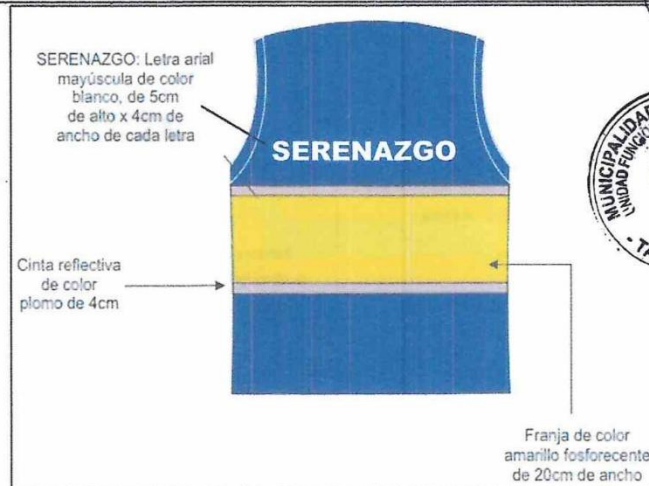 SERENAZGO: Letra arial
mayúscula de color
blanco, de 5cm
de alto x 4cm de
ancho de cada letra
SERENAZGO
MUNICIPALIDAD
UNIDAD
Cinta reflectiva
de color
plomo de 4cm
Franja de color
amarillo fosforecente
de 20cm de ancho